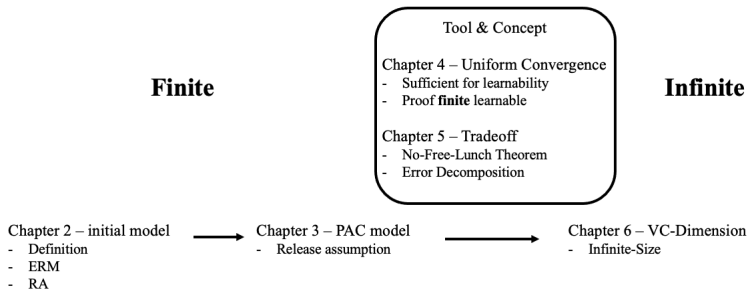 Tool & Concept
Finite
Chapter 4 – Uniform Convergence
- Sufficient for learnability
- Proof finite learnable
Chapter 5 – Tradeoff
- No-Free-Lunch Theorem
- Error Decomposition
Infinite
Chapter 2 – initial model
- Definition
- ERM
- RA
Chapter 3 – PAC model
- Release assumption
Chapter 6 – VC-Dimension
- Infinite-Size